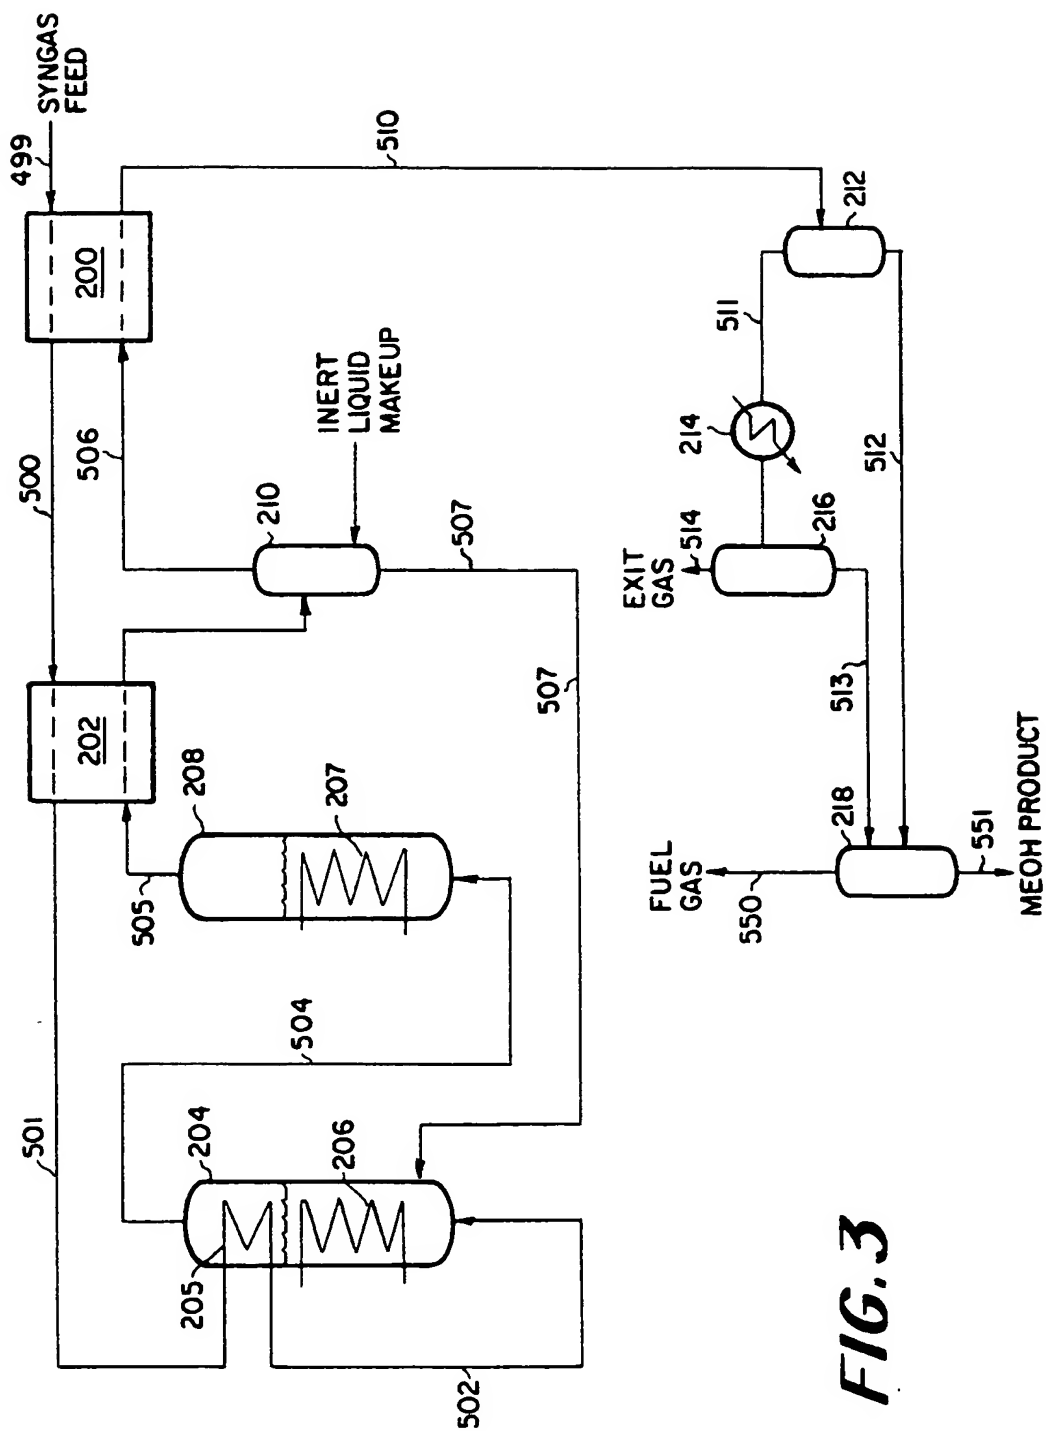 SYNGAS
FEED
499
200
510
212
500
506
INERT
LIQUID
MAKEUP
511
214
512
210
507
EXIT
GAS
514
216
202
507
513
208
207
218
505
FUEL
GAS
550
551
MEOH PRODUCT
504
501
204
206
205
502
FIG. 3